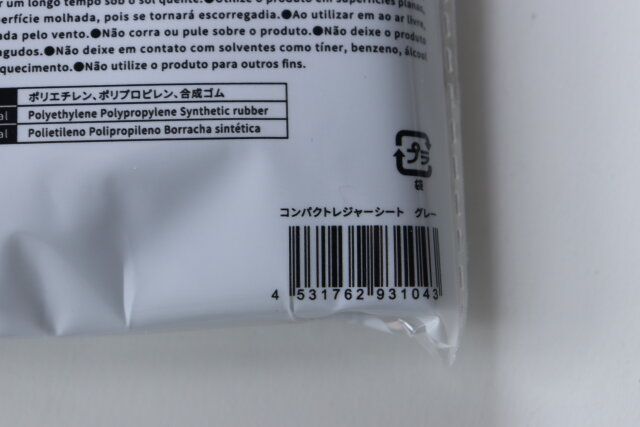 r um longo tempo sob o sol quente.●Utilize o produto em superfícies planas,
perfície molhada, pois se tornará escorregadia.●Ao utilizar em ao ar livre,
ada pelo vento.●Não corra ou pule sobre o produto.●Não deixe o produto
gudos.●Não deixe em contato com solventes como tíner, benzeno, álcool
quecimento.●Não utilize o produto para outros fins.
ポリエチレン、ポリプロピレン、合成ゴム
al Polyethylene Polypropylene Synthetic rubber
al Polietileno Polipropileno Borracha sintética
プラ
袋
コンパクトレジャーシート グレー
4 531762 931043